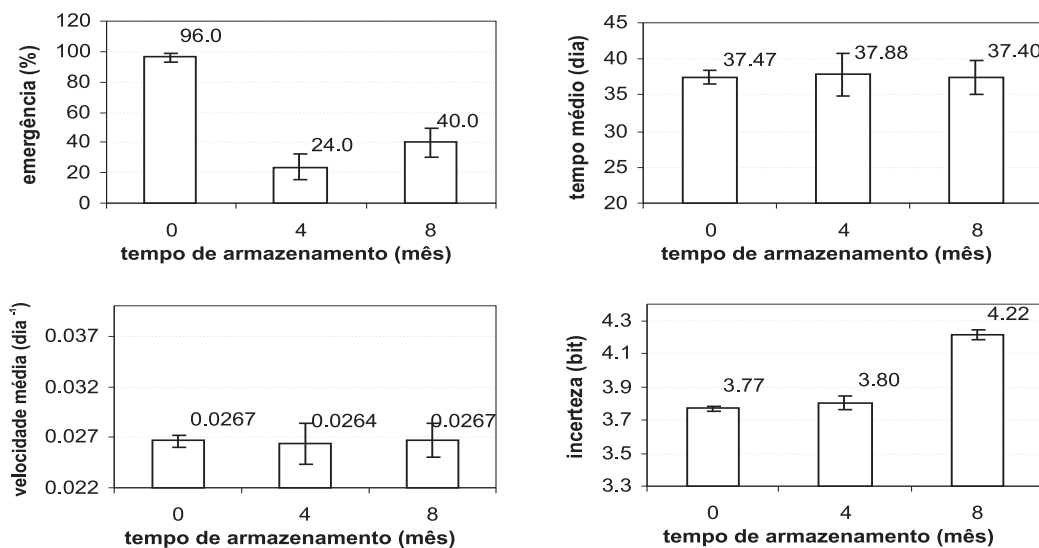 emergência (%)
120
100
80
60
40
20
0
96.0
24.0
40.0
0 4 8
tempo de armazenamento (mês)
tempo médio (dia)
45
40
35
30
25
20
37.47
37.88
37.40
0 4 8
tempo de armazenamento (mês)
velocidade média (dia ⁻¹)
0.037
0.032
0.027
0.022
0.0267
0.0264
0.0267
0 4 8
tempo de armazenamento (mês)
incerteza (bit)
4.3
4.1
3.9
3.7
3.5
3.3
3.77
3.80
4.22
0 4 8
tempo de armazenamento (mês)